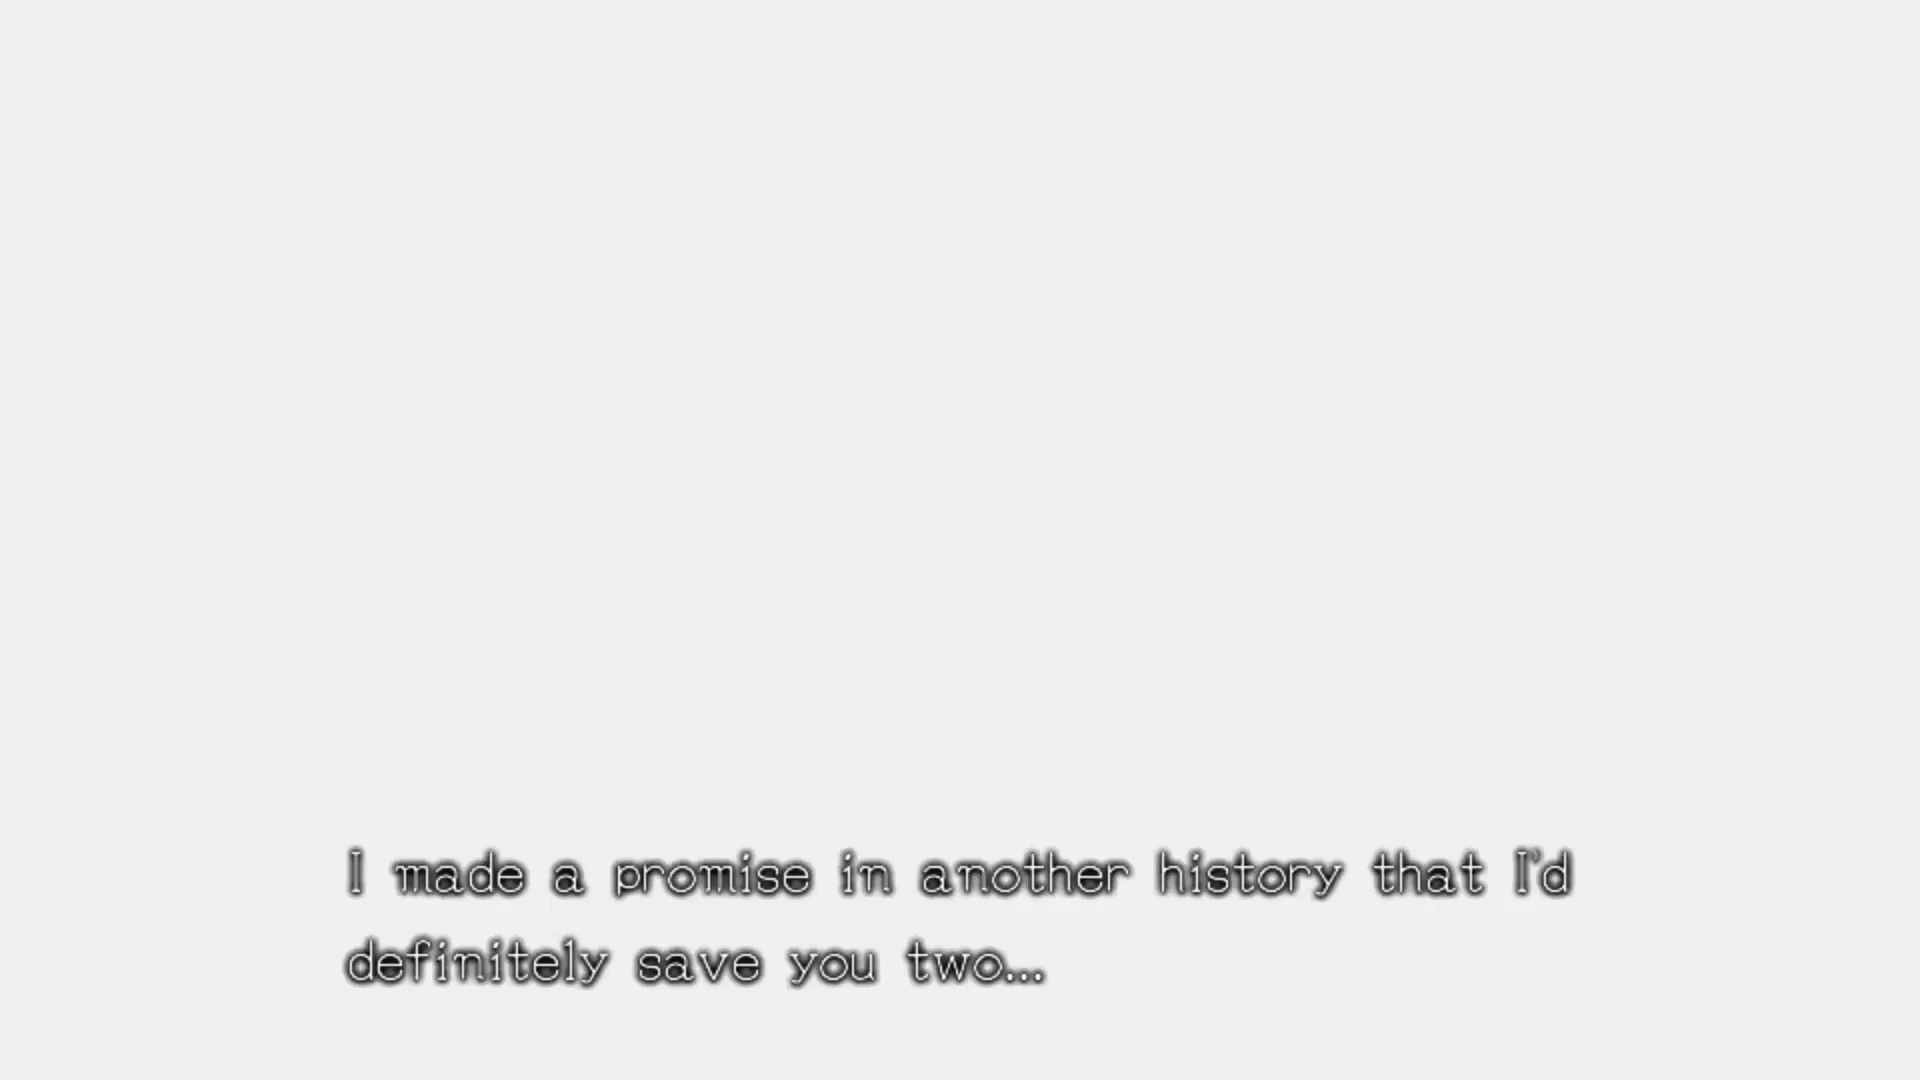 I made a promise in another history that I'd
definitely save you two...